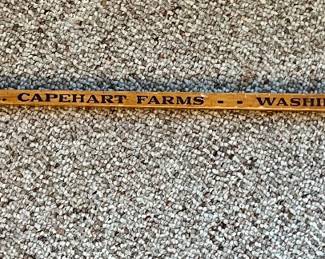 . CAPEHART FARMS - - WASHI